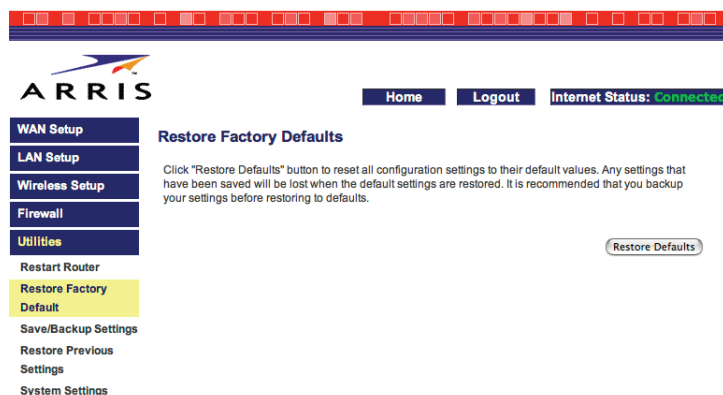 ARRIS
Home
Logout
Internet Status: Connected
WAN Setup
LAN Setup
Wireless Setup
Firewall
Utilities
Restart Router
Restore Factory
Default
Save/Backup Settings
Restore Previous
Settings
System Settings
Restore Factory Defaults
Click "Restore Defaults" button to reset all configuration settings to their default values. Any settings that
have been saved will be lost when the default settings are restored. It is recommended that you backup
your settings before restoring to defaults.
Restore Defaults